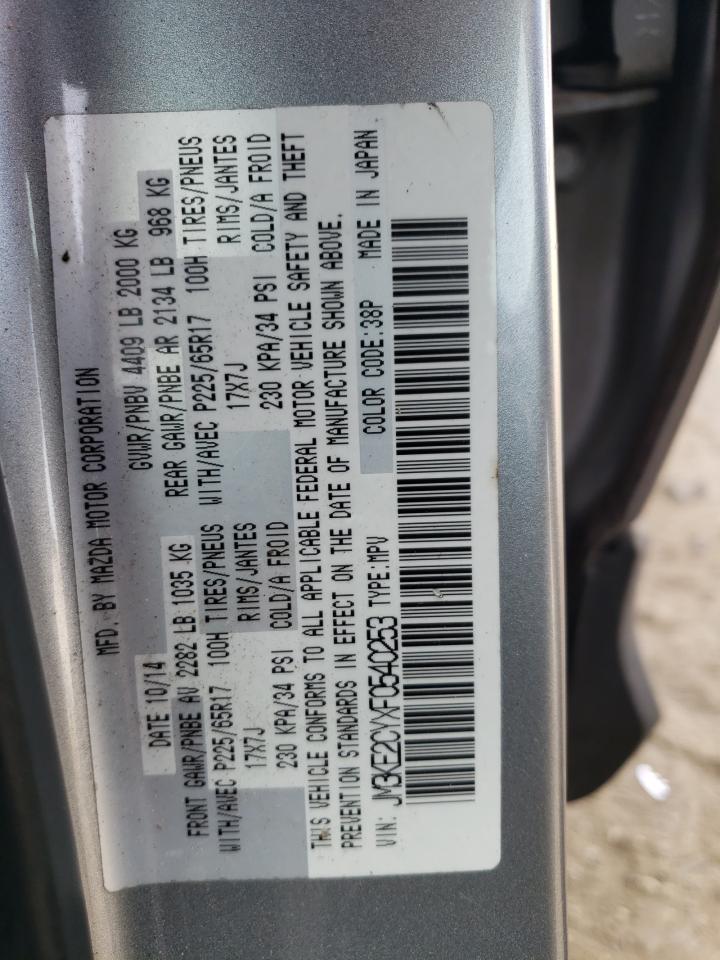 MFD. BY MAZDA MOTOR CORPORATION
DATE 10/14 GVWR/PNBV 4409 LB 2000 KG
FRONT GAWR/PNBE AV 2282 LB 1035 KG REAR GAWR/PNBE AR 2134 LB 968 KG
WITH/AVEC P225/65R17 100H TIRES/PNEUS WITH/AVEC P225/65R17 100H TIRES/PNEUS
17X7J RIMS/JANTES 17X7J RIMS/JANTES
230 KPA/34 PSI COLD/A FROID 230 KPA/34 PSI COLD/A FROID
THIS VEHICLE CONFORMS TO ALL APPLICABLE FEDERAL MOTOR VEHICLE SAFETY AND THEFT
PREVENTION STANDARDS IN EFFECT ON THE DATE OF MANUFACTURE SHOWN ABOVE.
VIN: JM3KE2CYXF0540253 TYPE:MPV COLOR CODE:38P MADE IN JAPAN